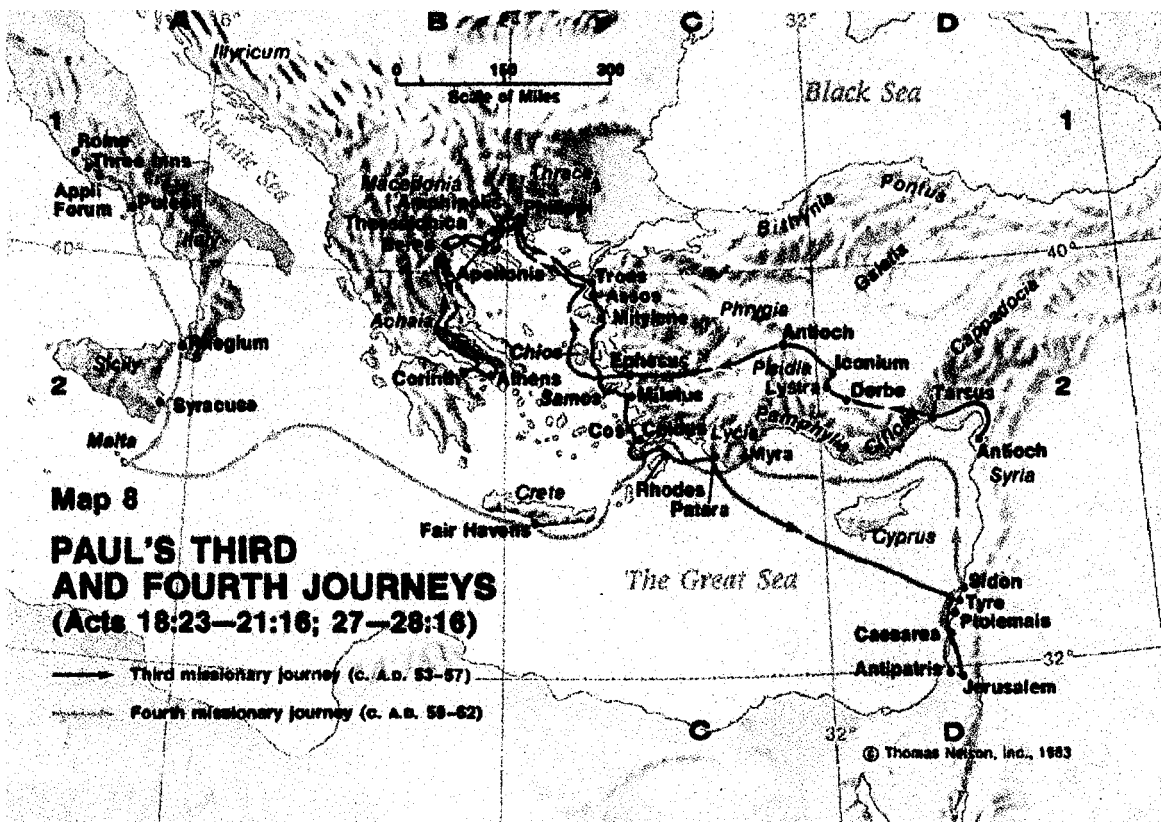 A
B
C
D
6°
32°
Illyricum
0 150 300
Scale of Miles
Black Sea
1
1
Adriatic Sea
Rome
Three Inns
Appii
Forum
Puteoli
Italy
Macedonia
Thrace
Amphipolis
Philippi
Thessalonica
Berea
Apollonia
Bithynia
Pontus
40°
40°
Galatia
Troas
Assos
Mitylene
Phrygia
Cappadocia
Achaia
Antioch
Chios
Rhegium
Ephesus
Pisidia
Iconium
Sicily
2
Corinth
Athens
Lystra
Derbe
Tarsus
2
Samos
Miletus
Syracuse
Pamphylia
Cilicia
Malta
Cos
Cnidus
Lycia
Myra
Antioch
Syria
Map 8
Crete
Rhodes
Patara
Fair Havens
Cyprus
PAUL'S THIRD
AND FOURTH JOURNEYS
(Acts 18:23—21:16; 27—28:16)
The Great Sea
Sidon
Tyre
Ptolemais
Caesarea
32°
Third missionary journey (c. A.D. 53–57)
Antipatris
Jerusalem
Fourth missionary journey (c. A.D. 59–62)
C
32°
D
© Thomas Nelson, Inc., 1983